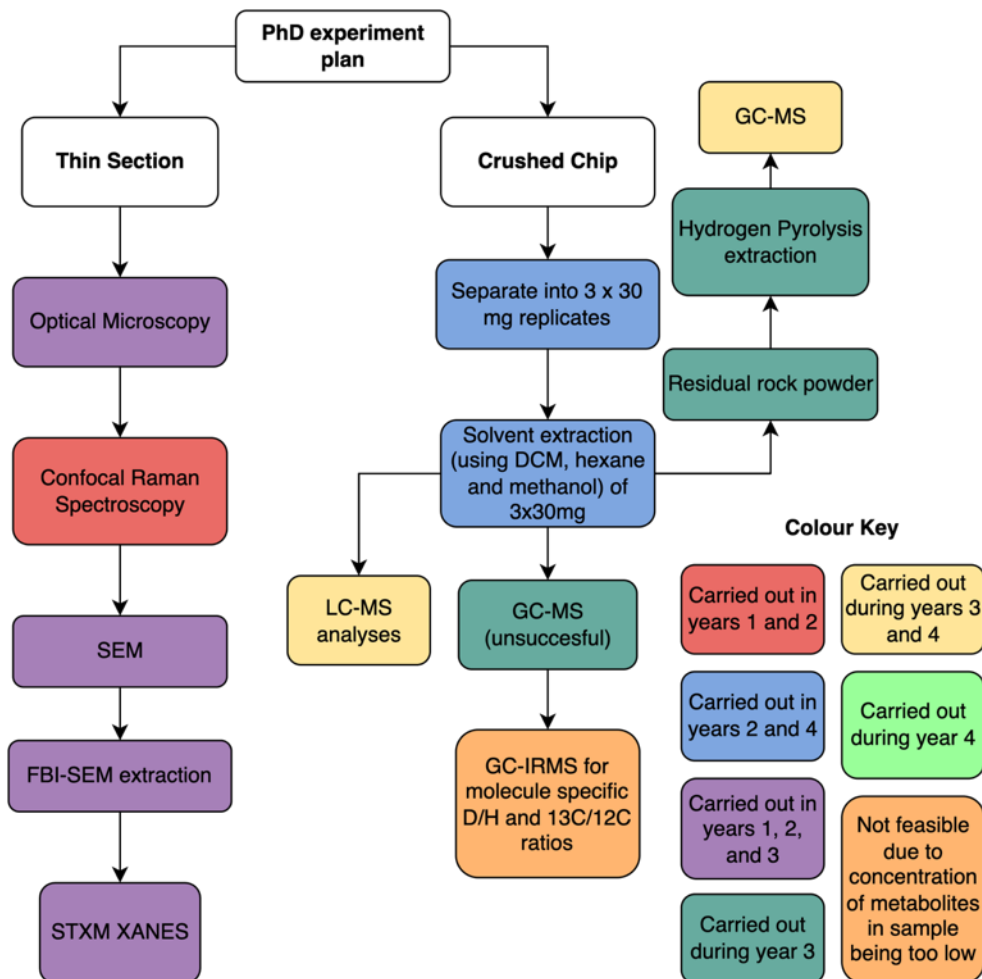 PhD experiment
plan
Thin Section
Crushed Chip
GC-MS
Hydrogen Pyrolysis
extraction
Optical Microscopy
Separate into 3 x 30
mg replicates
Residual rock powder
Confocal Raman
Spectroscopy
Solvent extraction
(using DCM, hexane
and methanol) of
3x30mg
SEM
LC-MS
analyses
GC-MS
(unsuccesful)
FBI-SEM extraction
GC-IRMS for
molecule specific
D/H and 13C/12C
ratios
STXM XANES
Colour Key
Carried out in
years 1 and 2
Carried out
during years 3
and 4
Carried out in
years 2 and 4
Carried out
during year 4
Carried out in
years 1, 2,
and 3
Not feasible
due to
concentration
of metabolites
in sample
being too low
Carried out
during year 3